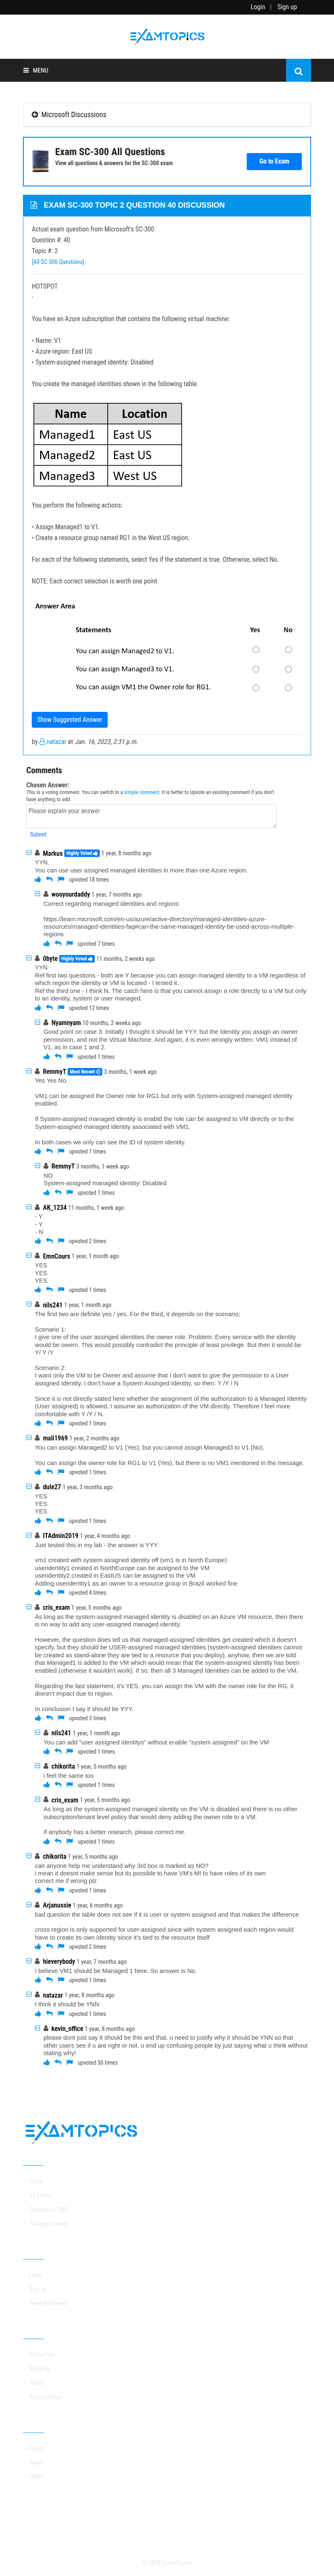 Login | Sign up
EXAMTOPICS
MENU
Microsoft Discussions
Exam SC-300 All Questions
View all questions & answers for the SC-300 exam
Go to Exam
EXAM SC-300 TOPIC 2 QUESTION 40 DISCUSSION
Actual exam question from Microsoft's SC-300
Question #: 40
Topic #: 2
[All SC-300 Questions]
HOTSPOT
-
You have an Azure subscription that contains the following virtual machine:
• Name: V1
• Azure region: East US
• System-assigned managed identity: Disabled
You create the managed identities shown in the following table.
Name Location
Managed1 East US
Managed2 East US
Managed3 West US
You perform the following actions:
• Assign Managed1 to V1.
• Create a resource group named RG1 in the West US region.
For each of the following statements, select Yes if the statement is true. Otherwise, select No.
NOTE: Each correct selection is worth one point.
Answer Area
Statements Yes No
You can assign Managed2 to V1.
You can assign Managed3 to V1.
You can assign VM1 the Owner role for RG1.
Show Suggested Answer
by natazar at Jan. 16, 2023, 2:31 p.m.
Comments
Chosen Answer:
This is a voting comment. You can switch to a simple comment. It is better to Upvote an existing comment if you don't
have anything to add.
Please explain your answer
Submit
Markus Highly Voted 1 year, 8 months ago
YYN.
You can use user assigned managed identities in more than one Azure region.
upvoted 18 times
wooyourdaddy 1 year, 7 months ago
Correct regarding managed identities and regions:
https://learn.microsoft.com/en-us/azure/active-directory/managed-identities-azure-
resources/managed-identities-faq#can-the-same-managed-identity-be-used-across-multiple-
regions
upvoted 7 times
0byte Highly Voted 11 months, 2 weeks ago
YYN
Ref first two questions - both are Y because you can assign managed identity to a VM regardless of
which region the identity or VM is located - I tested it.
Ref the third one - I think N. The catch here is that you cannot assign a role directly to a VM but only
to an identity, system or user managed.
upvoted 12 times
Nyamnyam 10 months, 2 weeks ago
Good point on case 3. Initially I thought it should be YYY, but the Identity you assign an owner
permission, and not the Virtual Machine. And again, it is even wrongly written: VM1 instead of
V1, as in case 1 and 2.
upvoted 1 times
RemmyT Most Recent 3 months, 1 week ago
Yes Yes No
VM1 can be assigned the Owner role for RG1 but only with System-assigned managed identity
enabled.
If System-assigned managed identity is enabld the role can be assigned to VM directly or to the
System-assigned managed identity associated with VM1.
In both cases we only can see the ID of system identity.
upvoted 1 times
RemmyT 3 months, 1 week ago
NO
System-assigned managed identity: Disabled
upvoted 1 times
AK_1234 11 months, 1 week ago
- Y
- Y
- N
upvoted 2 times
EmnCours 1 year, 1 month ago
YES
YES
YES
upvoted 1 times
nils241 1 year, 1 month ago
The first two are definite yes / yes. For the third, it depends on the scenario;
Scenario 1:
I give one of the user assinged identities the owner role. Problem: Every service with identity
would be owern. This would possibly contradict the principle of least privilege. But then it would be
Y/ Y /Y
Scenario 2:
I want only the VM to be Owner and assume that I don't want to give the permission to a User
assigned Identity. I don't have a System Assigned Identity, so then: Y /Y / N
Since it is not directly stated here whether the assignment of the authorization to a Managed Identity
(User assigned) is allowed, I assume an authorization of the VM directly. Therefore I feel more
comfortable with Y /Y / N.
upvoted 1 times
mali1969 1 year, 2 months ago
You can assign Managed2 to V1 (Yes), but you cannot assign Managed3 to V1 (No).
You can assign the owner role for RG1 to V1 (Yes), but there is no VM1 mentioned in the message.
upvoted 1 times
dule27 1 year, 3 months ago
YES
YES
YES
upvoted 1 times
ITAdmin2019 1 year, 4 months ago
Just tested this in my lab - the answer is YYY:
vm1 created with system assigned identity off (vm1 is in North Europe)
useridentity1 created in NorthEurope can be assigned to the VM
useridentity2 created in EastUS can be assigned to the VM
Adding userdentity1 as an owner to a resource group in Brazil worked fine
upvoted 4 times
cris_exam 1 year, 5 months ago
As long as the system-assigned managed identity is disabled on an Azure VM resource, then there
is no way to add any user-assigned managed identity.
However, the question does tell us that managed-assigned identities get created which it doesn't
specify, but they should be USER-assigned managed identities (system-assigned identities cannot
be created as stand-alone they are tied to a resource that you deploy), anyhow, then we are told
that Managed1 is added to the VM which would mean that then the system-assigned has been
enabled (otherwise it wouldn't work). If so, then all 3 Managed Identities can be added to the VM.
Regarding the last statement, it's YES, you can assign the VM with the owner role for the RG, it
doesn't impact due to region.
In conclusion I say it should be YYY.
upvoted 3 times
nils241 1 year, 1 month ago
You can add "user assigned identitys" without enable "system assigned" on the VM
upvoted 1 times
chikorita 1 year, 5 months ago
i feel the same too
upvoted 1 times
cris_exam 1 year, 5 months ago
As long as the system-assigned managed identity on the VM is disabled and there is no other
subscription/tenant level policy that would deny adding the owner role to a VM.
If anybody has a better research, please correct me.
upvoted 1 times
chikorita 1 year, 5 months ago
can anyone help me understand why 3rd box is marked as NO?
i mean it doesnt make sense but its possible to have VM's MI to have roles of its own
correct me if wrong plz
upvoted 1 times
Arjanussie 1 year, 6 months ago
bad question the table does not see if it is user or system assigned and that makes the difference
cross region is only supported for user-assigned since with system assigned each region would
have to create its own identity since it's tied to the resource itself
upvoted 2 times
hieverybody 1 year, 7 months ago
I believe VM1 should be Managed 1 here. So answer is No.
upvoted 1 times
natazar 1 year, 8 months ago
I think it should be YNN
upvoted 1 times
kevin_office 1 year, 8 months ago
please dont just say it should be this and that. u need to justify why it should be YNN so that
other users see if u are right or not. u end up confusing people by just saying what u think without
stating why!
upvoted 50 times
EXAMTOPICS
Home
All Exams
Examtopics PRO
Training Courses
Login
Sign up
Reset Password
Contact Us
About Us
Terms
Privacy Policy
Forum
News
DMCA
© 2024 ExamTopics